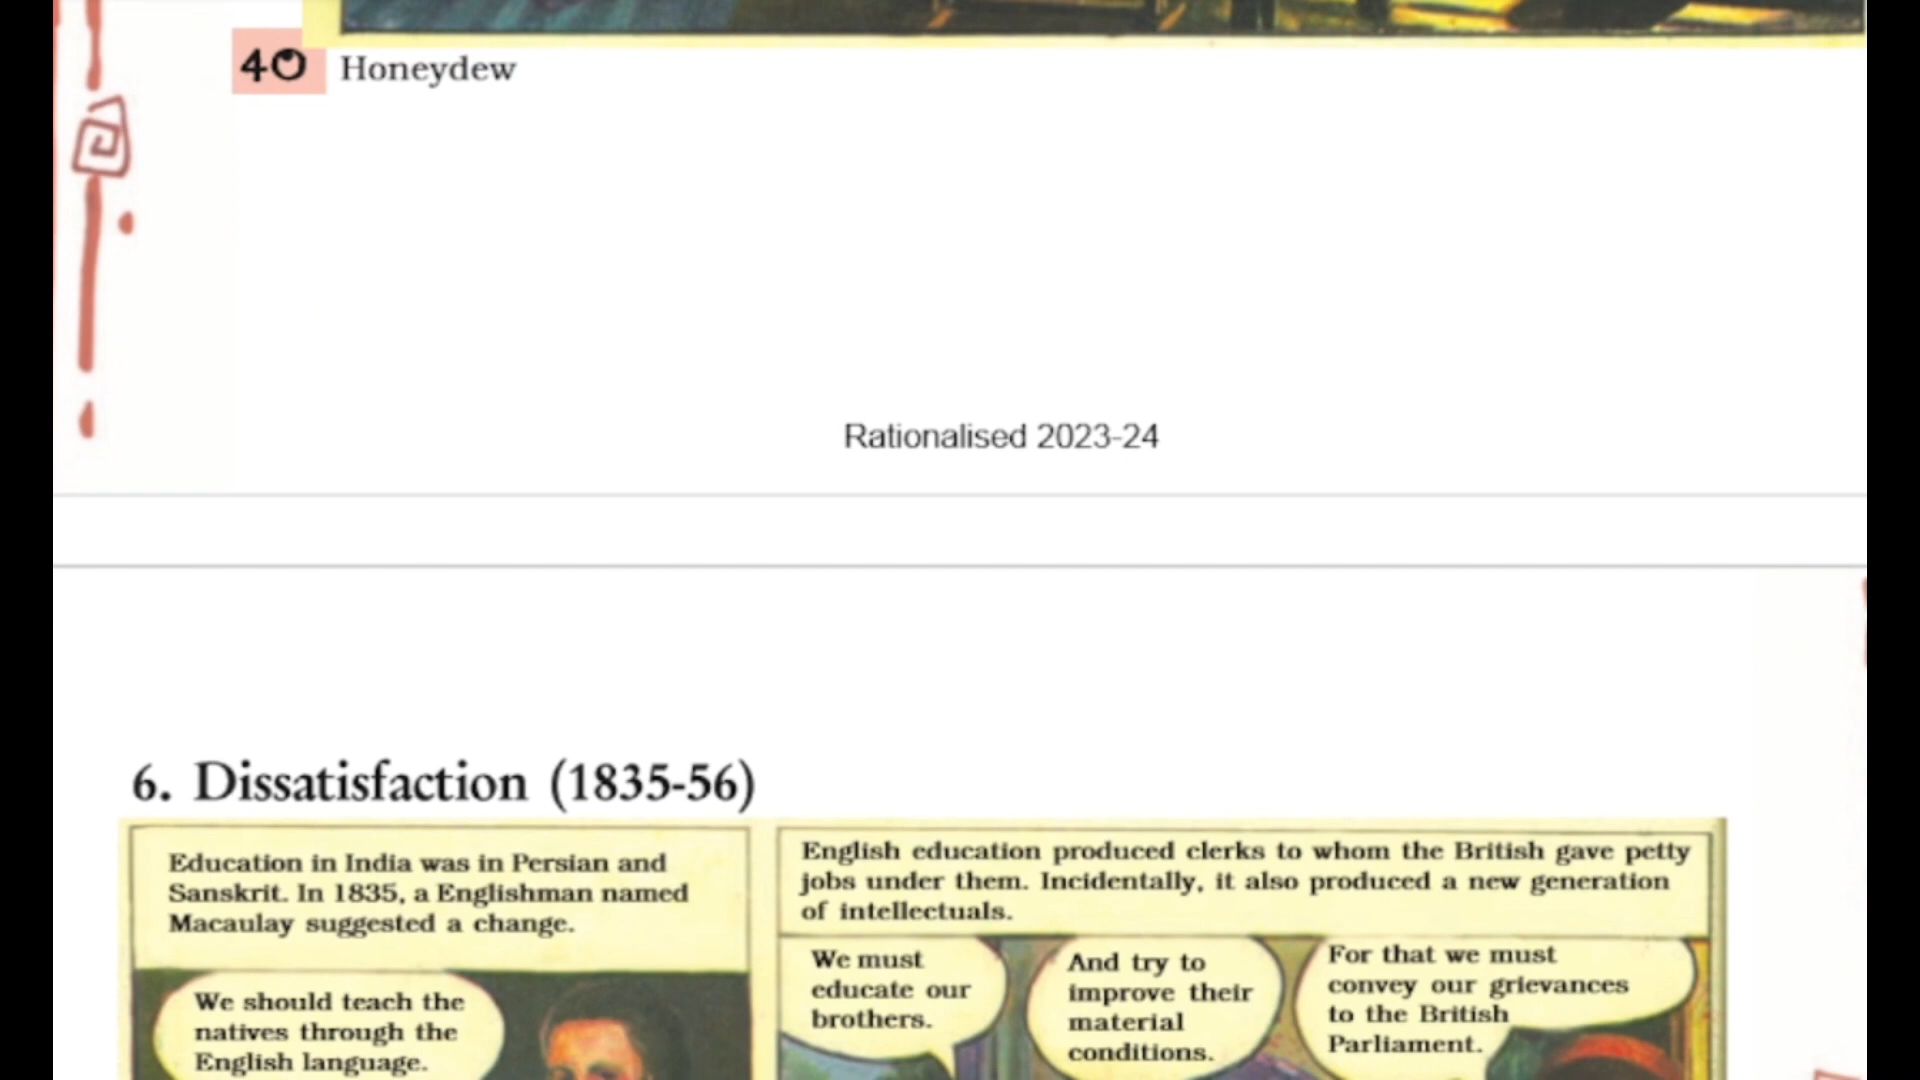 40 Honeydew
Rationalised 2023-24
6. Dissatisfaction (1835-56)
Education in India was in Persian and
Sanskrit. In 1835, a Englishman named
Macaulay suggested a change.
We should teach the
natives through the
English language.
English education produced clerks to whom the British gave petty
jobs under them. Incidentally, it also produced a new generation
of intellectuals.
We must
educate our
brothers.
And try to
improve their
material
conditions.
For that we must
convey our grievances
to the British
Parliament.